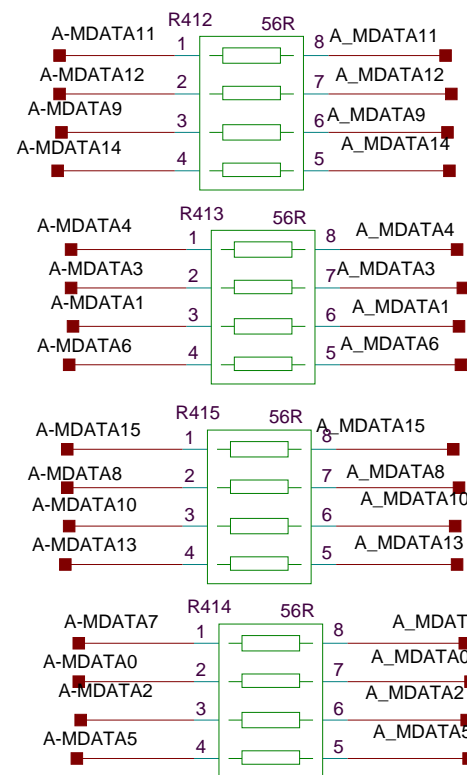 R412 56R
A-MDATA11 1 8 A_MDATA11
A-MDATA12 2 7 A_MDATA12
A-MDATA9 3 6 A_MDATA9
A-MDATA14 4 5 A_MDATA14
R413 56R
A-MDATA4 1 8 A_MDATA4
A-MDATA3 2 7 A_MDATA3
A-MDATA1 3 6 A_MDATA1
A-MDATA6 4 5 A_MDATA6
R415 56R
A-MDATA15 1 8 A_MDATA15
A-MDATA8 2 7 A_MDATA8
A-MDATA10 3 6 A_MDATA10
A-MDATA13 4 5 A_MDATA13
R414 56R
A-MDATA7 1 8 A_MDAT
A-MDATA0 2 7 A_MDATA0
A-MDATA2 3 6 A_MDATA2
A-MDATA5 4 5 A_MDATA5